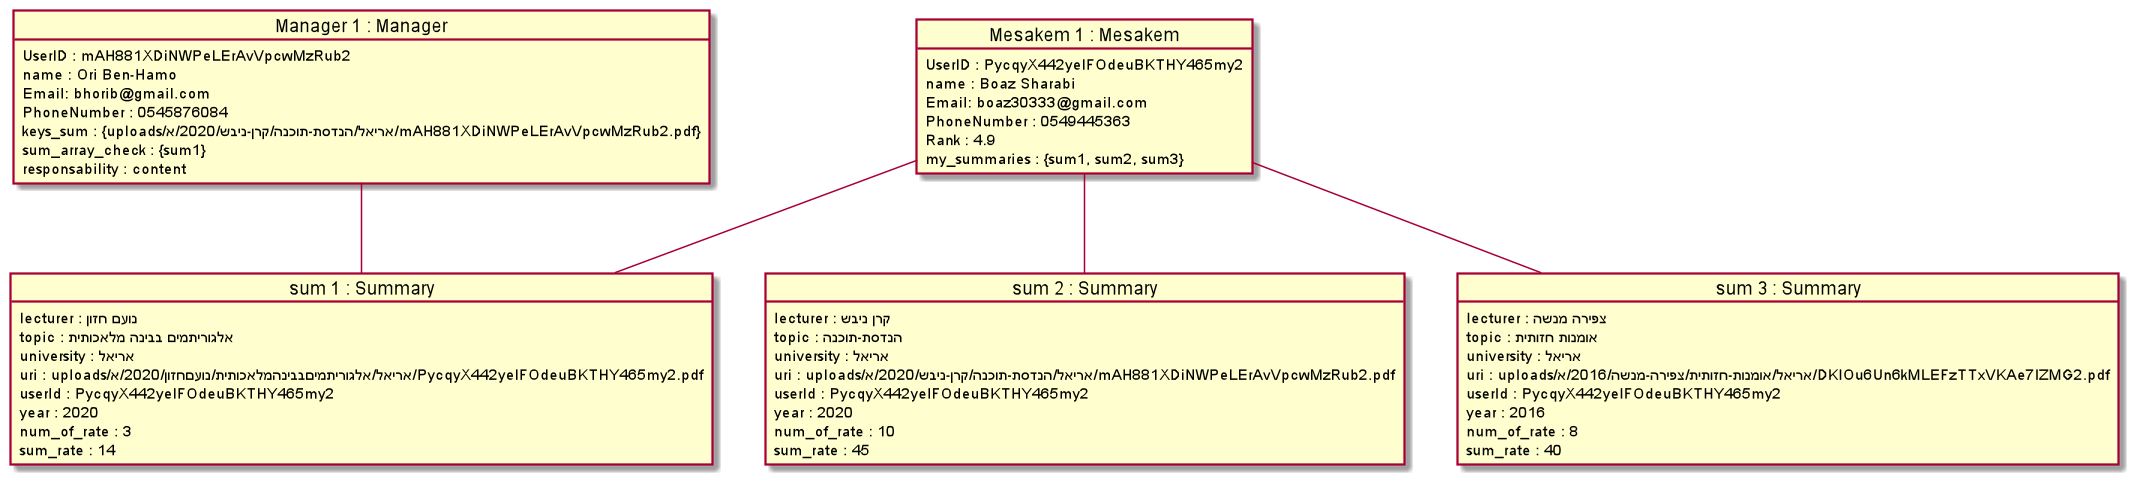 Manager 1 : Manager
UserID : mAH881XDiNWPeLErAvVpcwMzRub2
name : Ori Ben-Hamo
Email: bhorib@gmail.com
PhoneNumber : 0545876084
keys_sum : {uploads/אריאל/הנדסת-תוכנה/קרן-ניבש/2020/א/mAH881XDiNWPeLErAvVpcwMzRub2.pdf}
sum_array_check : {sum1}
responsability : content
Mesakem 1 : Mesakem
UserID : PycqyX442yeIFOdeuBKTHY465my2
name : Boaz Sharabi
Email: boaz30333@gmail.com
PhoneNumber : 0549445363
Rank : 4.9
my_summaries : {sum1, sum2, sum3}
sum 1 : Summary
lecturer : נועם חזון
topic : אלגוריתמים בבינה מלאכותית
university : אריאל
uri : uploads/אריאל/אלגוריתמיםבבינהמלאכותית/נועםחזון/2020/א/PycqyX442yeIFOdeuBKTHY465my2.pdf
userId : PycqyX442yeIFOdeuBKTHY465my2
year : 2020
num_of_rate : 3
sum_rate : 14
sum 2 : Summary
lecturer : קרן ניבש
topic : הנדסת-תוכנה
university : אריאל
uri : uploads/אריאל/הנדסת-תוכנה/קרן-ניבש/2020/א/mAH881XDiNWPeLErAvVpcwMzRub2.pdf
userId : PycqyX442yeIFOdeuBKTHY465my2
year : 2020
num_of_rate : 10
sum_rate : 45
sum 3 : Summary
lecturer : צפירה מנשה
topic : אומנות חזותית
university : אריאל
uri : uploads/אריאל/אומנות-חזותית/צפירה-מנשה/2016/א/DKIOu6Un6kMLEFzTTxVKAe7IZMG2.pdf
userId : PycqyX442yeIFOdeuBKTHY465my2
year : 2016
num_of_rate : 8
sum_rate : 40